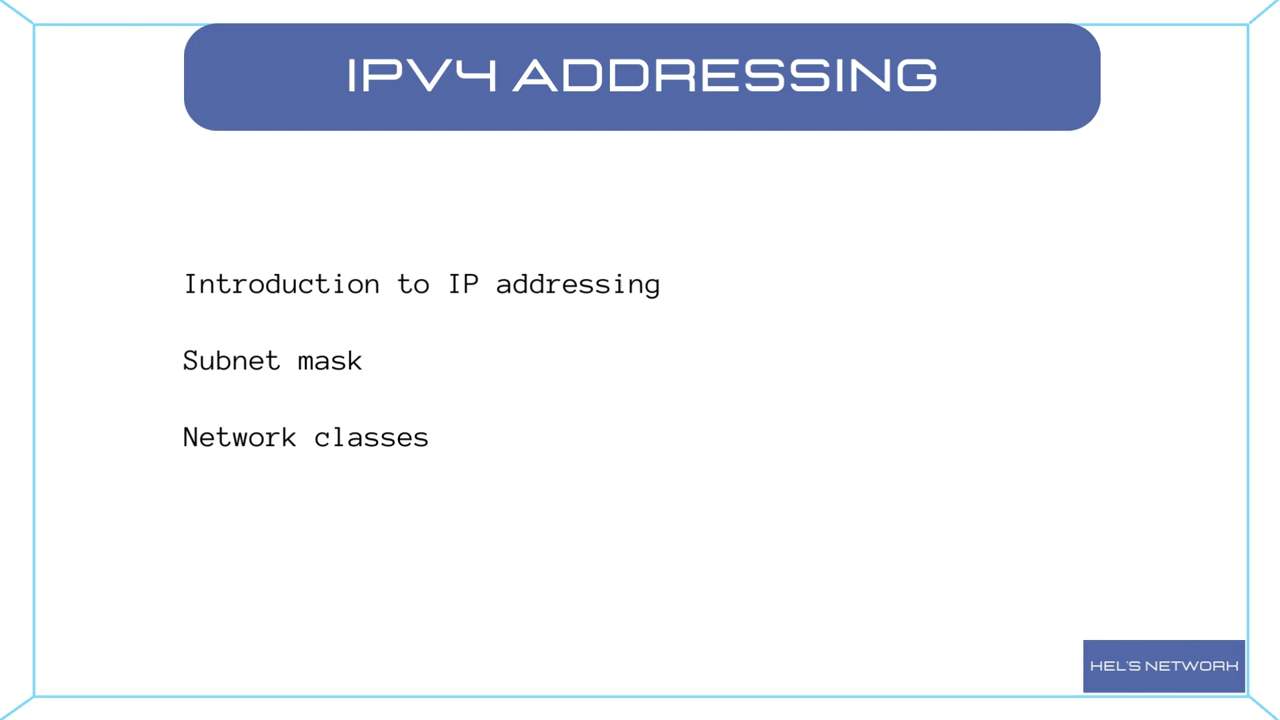 IPV4 ADDRESSING
Introduction to IP addressing
Subnet mask
Network classes
HEL'S NETWORK